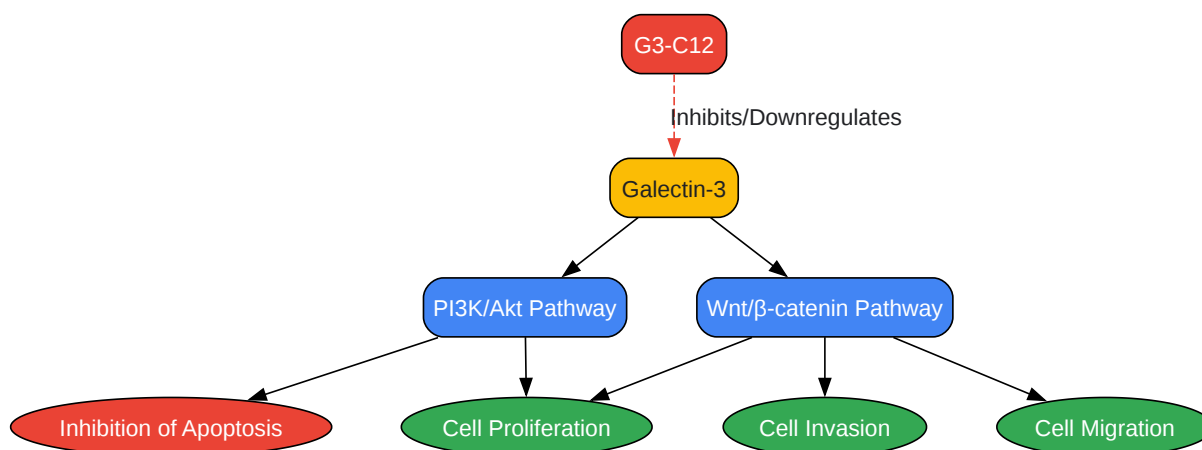 G3-C12
Inhibits/Downregulates
Galectin-3
PI3K/Akt Pathway
Wnt/β-catenin Pathway
Inhibition of Apoptosis
Cell Proliferation
Cell Invasion
Cell Migration